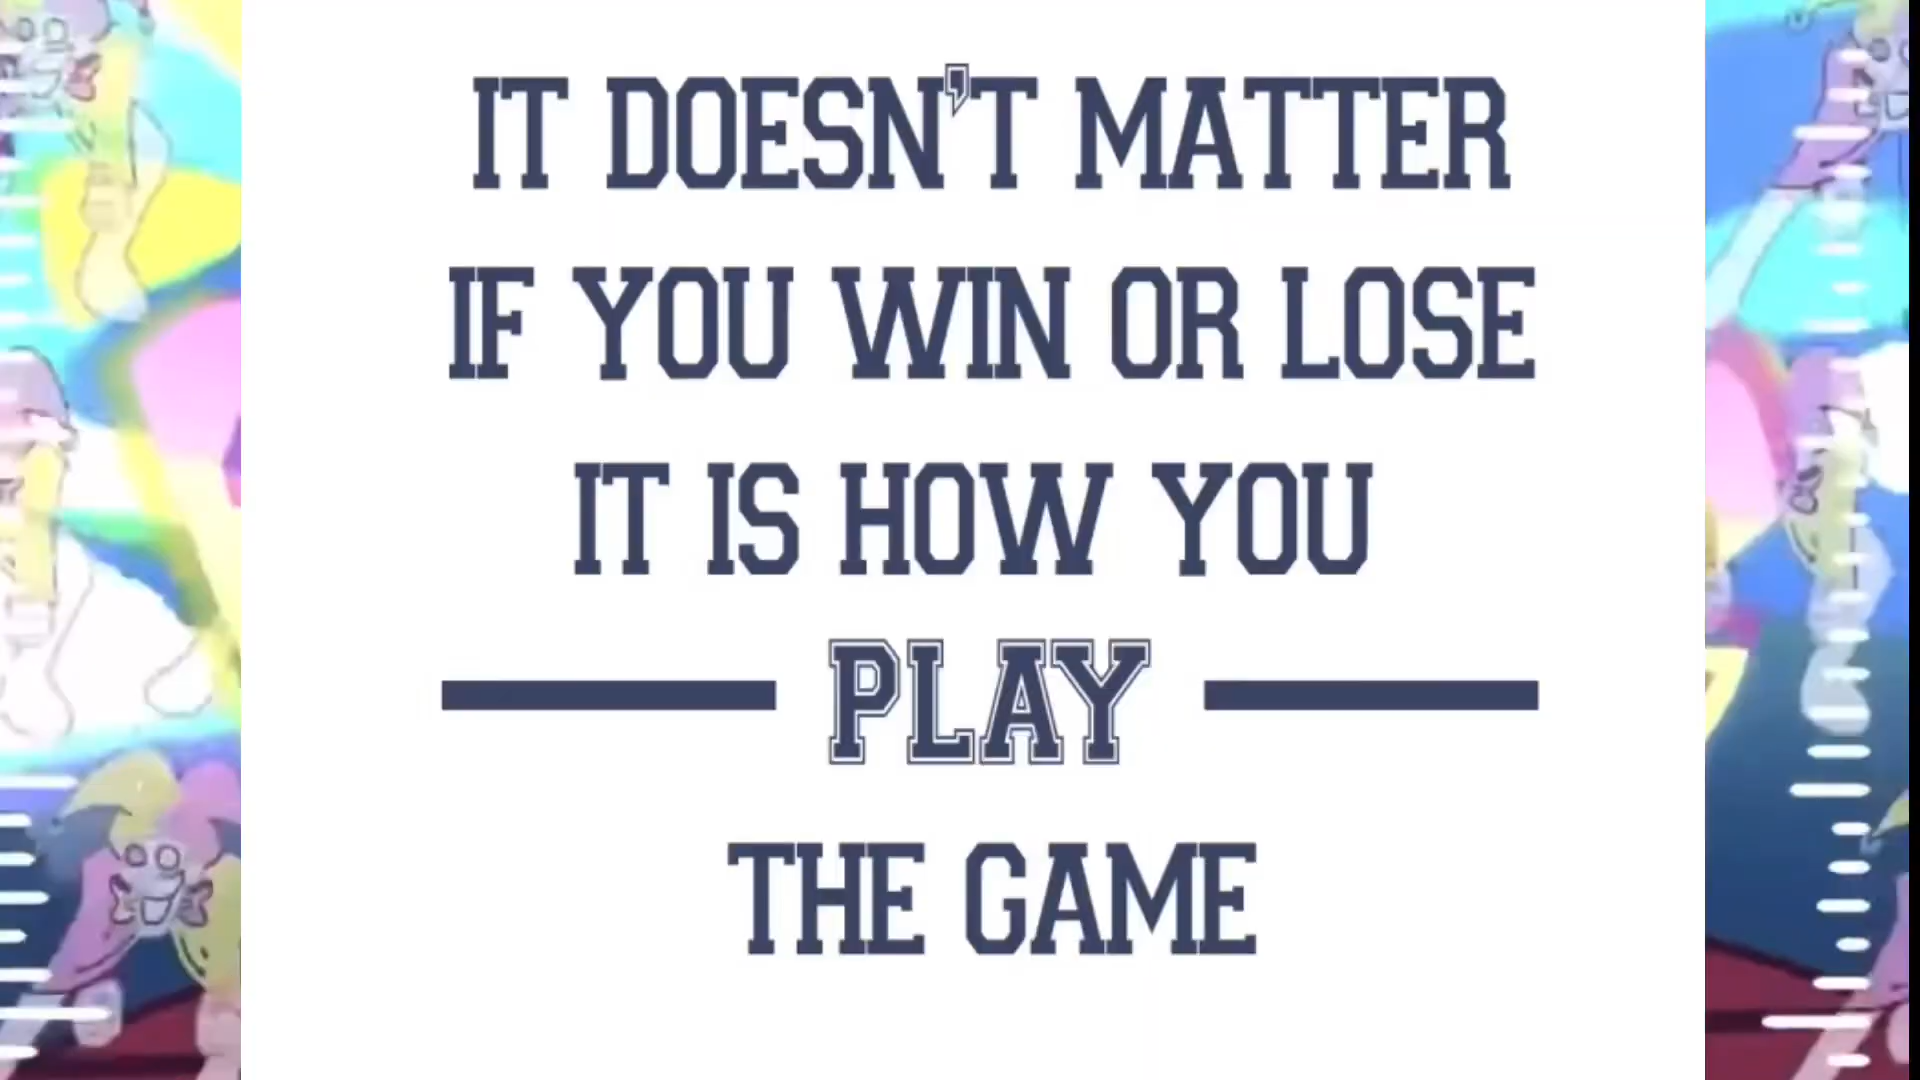 IT DOESN'T MATTER
IF YOU WIN OR LOSE
IT IS HOW YOU
PLAY
THE GAME